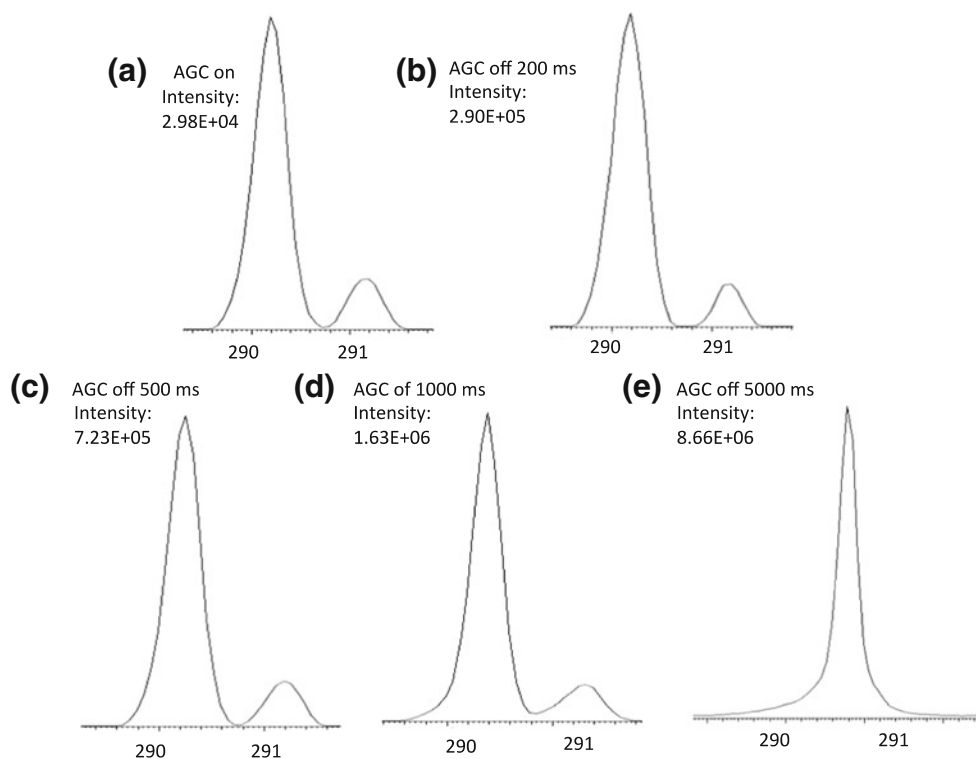 (a) AGC on
Intensity:
2.98E+04
(b) AGC off 200 ms
Intensity:
2.90E+05
290 291
290 291
(c) AGC off 500 ms
Intensity:
7.23E+05
(d) AGC of 1000 ms
Intensity:
1.63E+06
(e) AGC off 5000 ms
Intensity:
8.66E+06
290 291
290 291
290 291